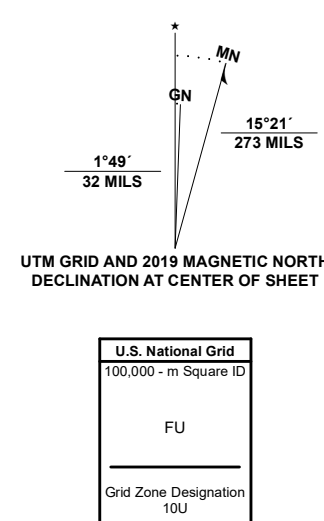 ★
MN
GN
15°21´
273 MILS
1°49´
32 MILS
UTM GRID AND 2019 MAGNETIC NORTH
DECLINATION AT CENTER OF SHEET
U.S. National Grid
100,000 - m Square ID
FU
Grid Zone Designation
10U